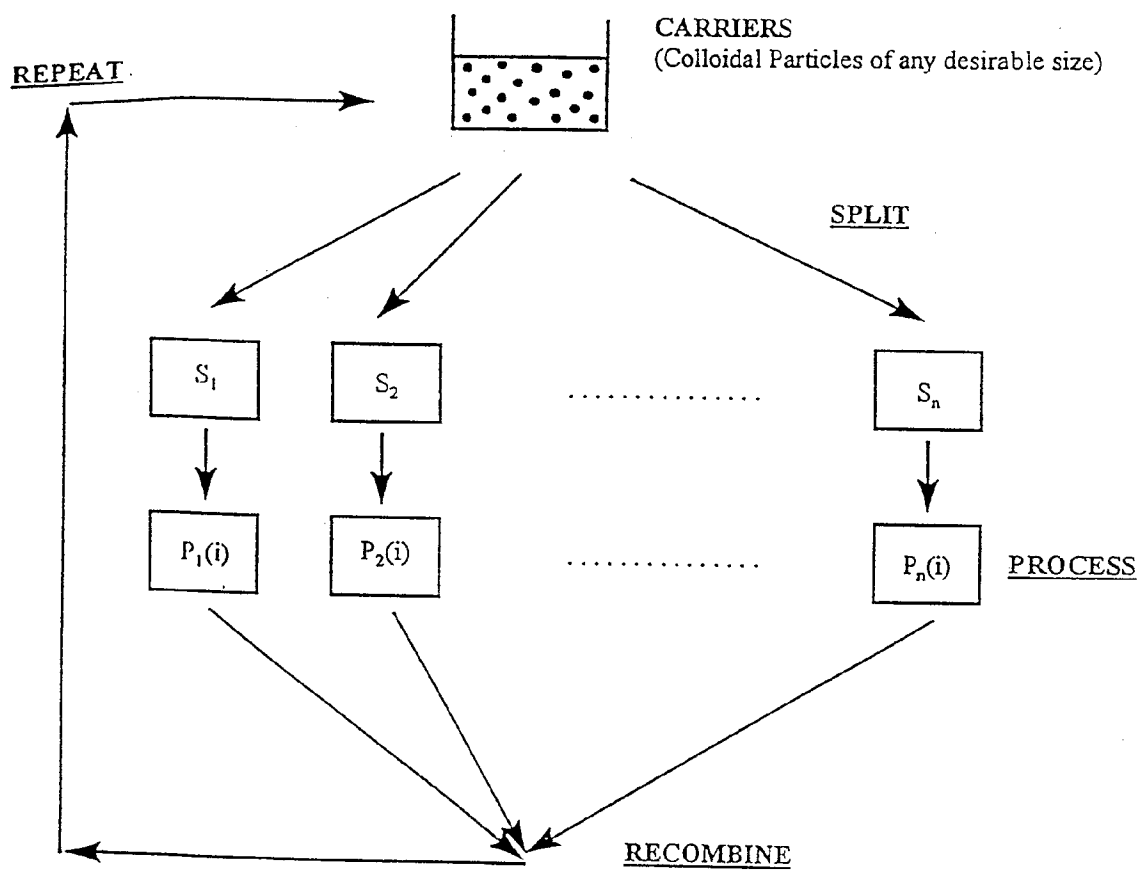 CARRIERS
(Colloidal Particles of any desirable size)
REPEAT
SPLIT
S₁ S₂ .............. Sₙ
P₁(i) P₂(i) .............. Pₙ(i) PROCESS
RECOMBINE